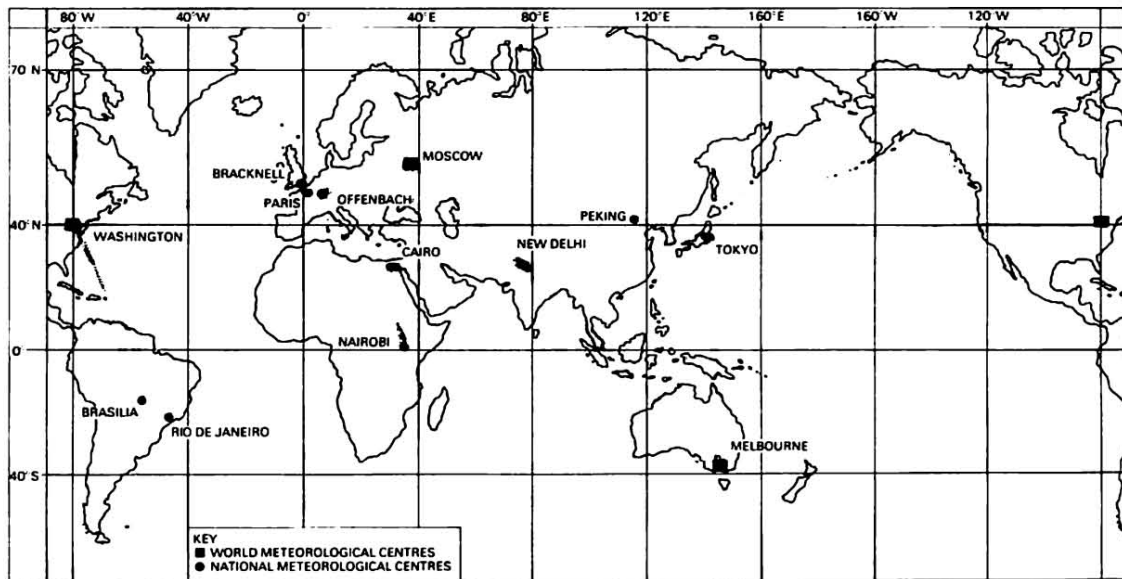 80°W
40°W
0°
40°E
80°E
120°E
160°E
160°W
120°W
70 N
MOSCOW
BRACKNELL
PARIS
OFFENBACH
40°N
WASHINGTON
PEKING
TOKYO
CAIRO
NEW DELHI
NAIROBI
0
BRASILIA
RIO DE JANEIRO
MELBOURNE
40°S
KEY
WORLD METEOROLOGICAL CENTRES
NATIONAL METEOROLOGICAL CENTRES